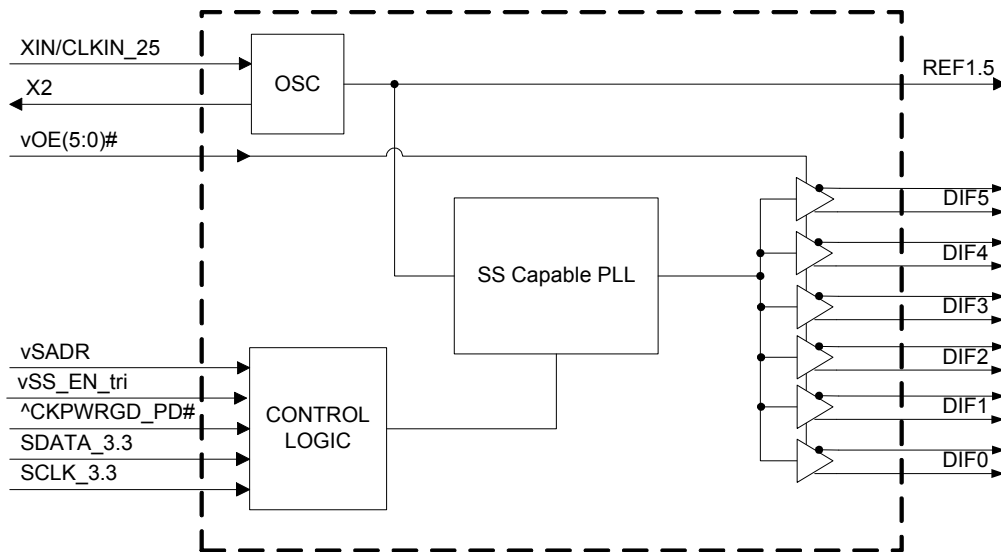 XIN/CLKIN_25
X2
vOE(5:0)#
OSC
REF1.5
SS Capable PLL
DIF5
DIF4
DIF3
DIF2
DIF1
DIF0
vSADR
vSS_EN_tri
^CKPWRGD_PD#
SDATA_3.3
SCLK_3.3
CONTROL
LOGIC